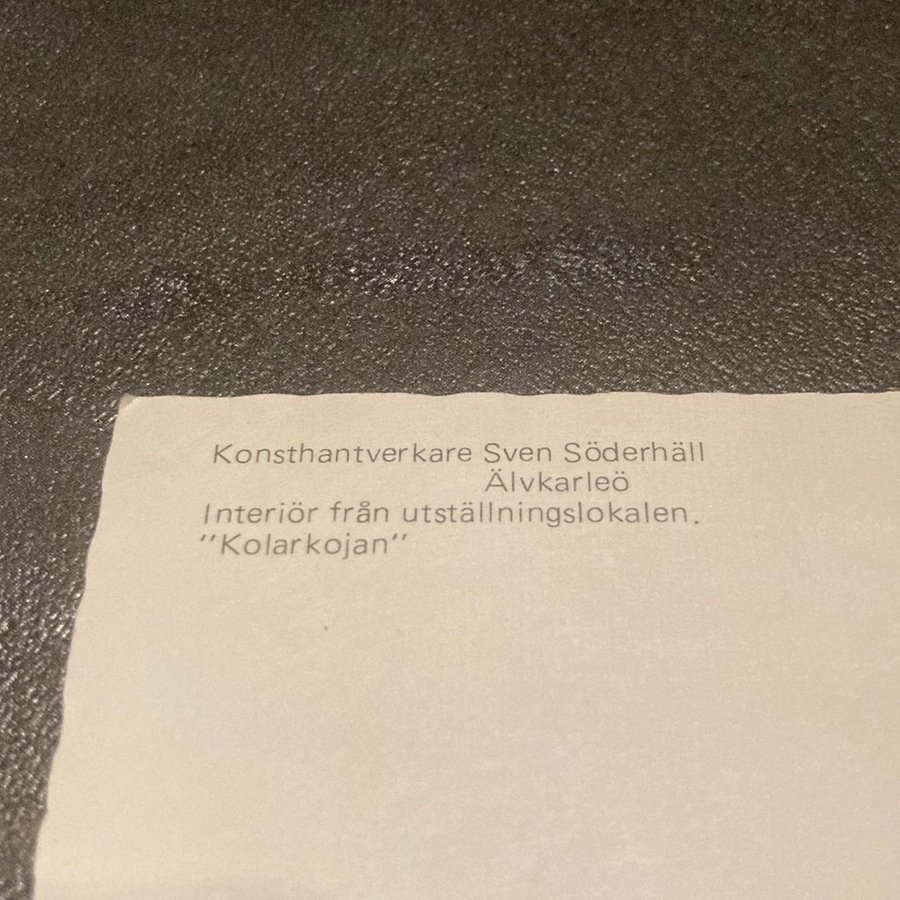 Konsthantverkare Sven Söderhäll
Älvkarleö
Interiör från utställningslokalen.
"Kolarkojan"